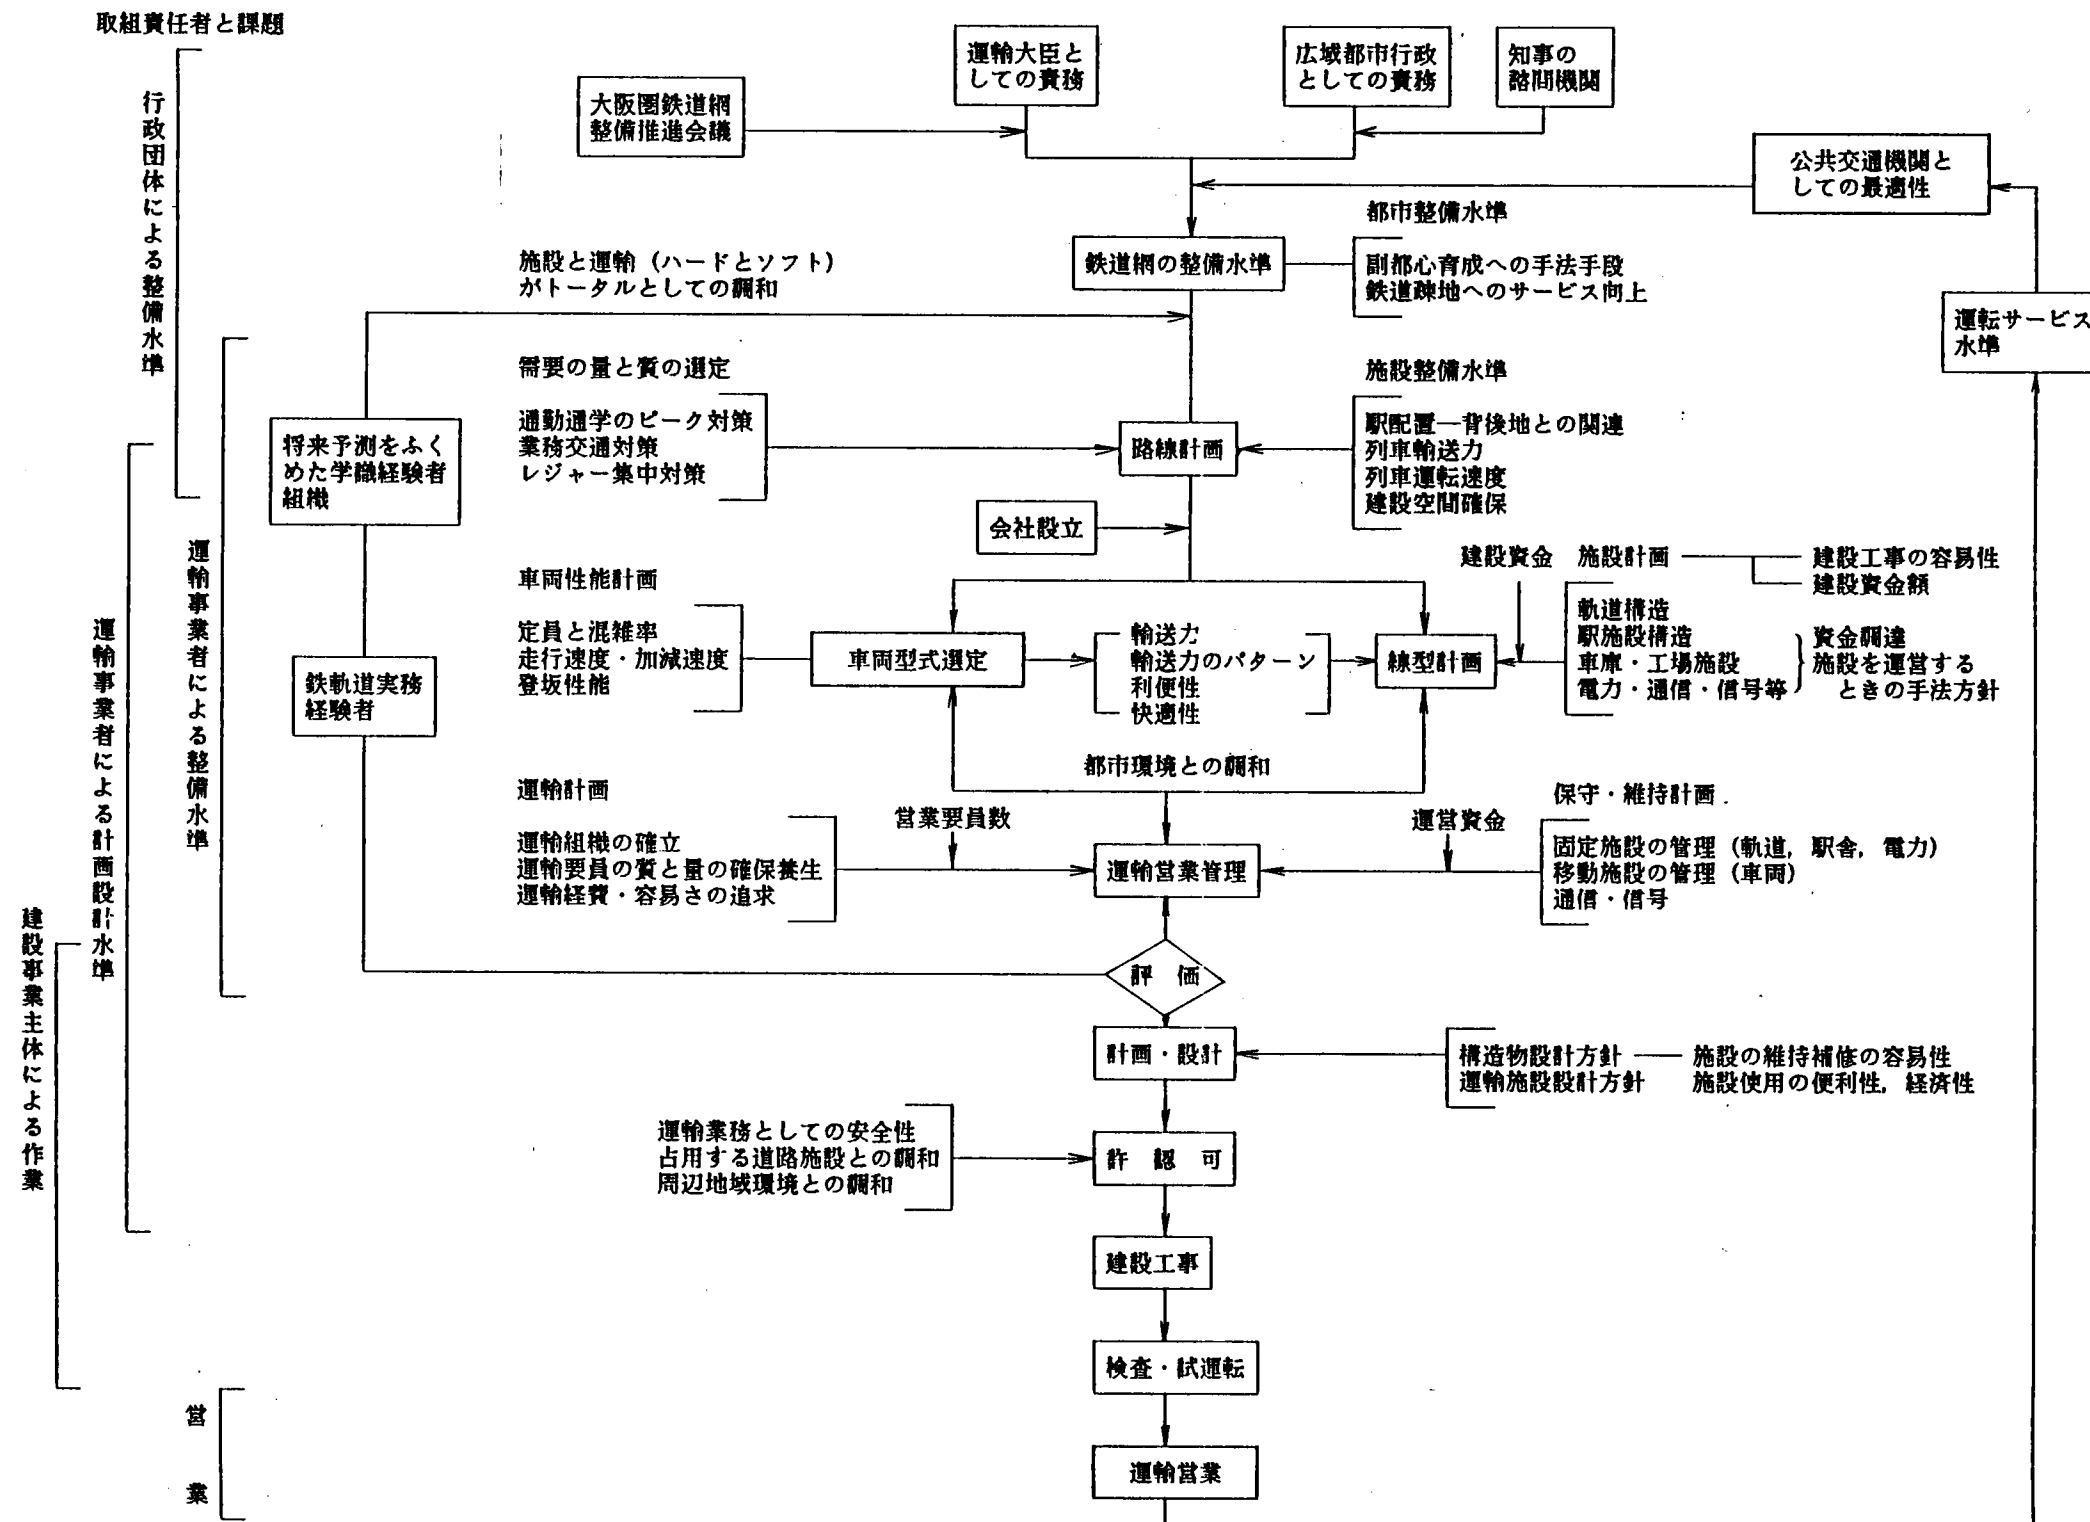 取組責任者と課題
行政団体による整備水準
運輸事業者による整備水準
運輸事業者による計画設計水準
建設事業主体による作業
営業
運輸大臣と
しての責務
広域都市行政
としての責務
知事の
諮問機関
大阪圏鉄道網
整備推進会議
公共交通機関と
しての最適性
都市整備水準
鉄道網の整備水準
副都心育成への手法手段
鉄道疎地へのサービス向上
施設と運輸（ハードとソフト）
がトータルとしての調和
運転サービス
水準
需要の量と質の選定
通勤通学のピーク対策
業務交通対策
レジャー集中対策
路線計画
施設整備水準
駅配置―背後地との関連
列車輸送力
列車運転速度
建設空間確保
将来予測をふく
めた学識経験者
組織
会社設立
建設資金
施設計画
建設工事の容易性
建設資金額
車両性能計画
定員と混雑率
走行速度・加減速度
登坂性能
車両型式選定
輸送力
輸送力のパターン
利便性
快適性
線型計画
軌道構造
駅施設構造
車庫・工場施設
電力・通信・信号等
資金調達
施設を運営する
ときの手法方針
鉄軌道実務
経験者
都市環境との調和
運輸計画
運輸組織の確立
運輸要員の質と量の確保養生
運輸経費・容易さの追求
営業要員数
運輸営業管理
運営資金
保守・維持計画
固定施設の管理（軌道，駅舎，電力）
移動施設の管理（車両）
通信・信号
評価
計画・設計
構造物設計方針 ― 施設の維持補修の容易性
運輸施設設計方針 施設使用の便利性，経済性
運輸業務としての安全性
占用する道路施設との調和
周辺地域環境との調和
許認可
建設工事
検査・試運転
運輸営業